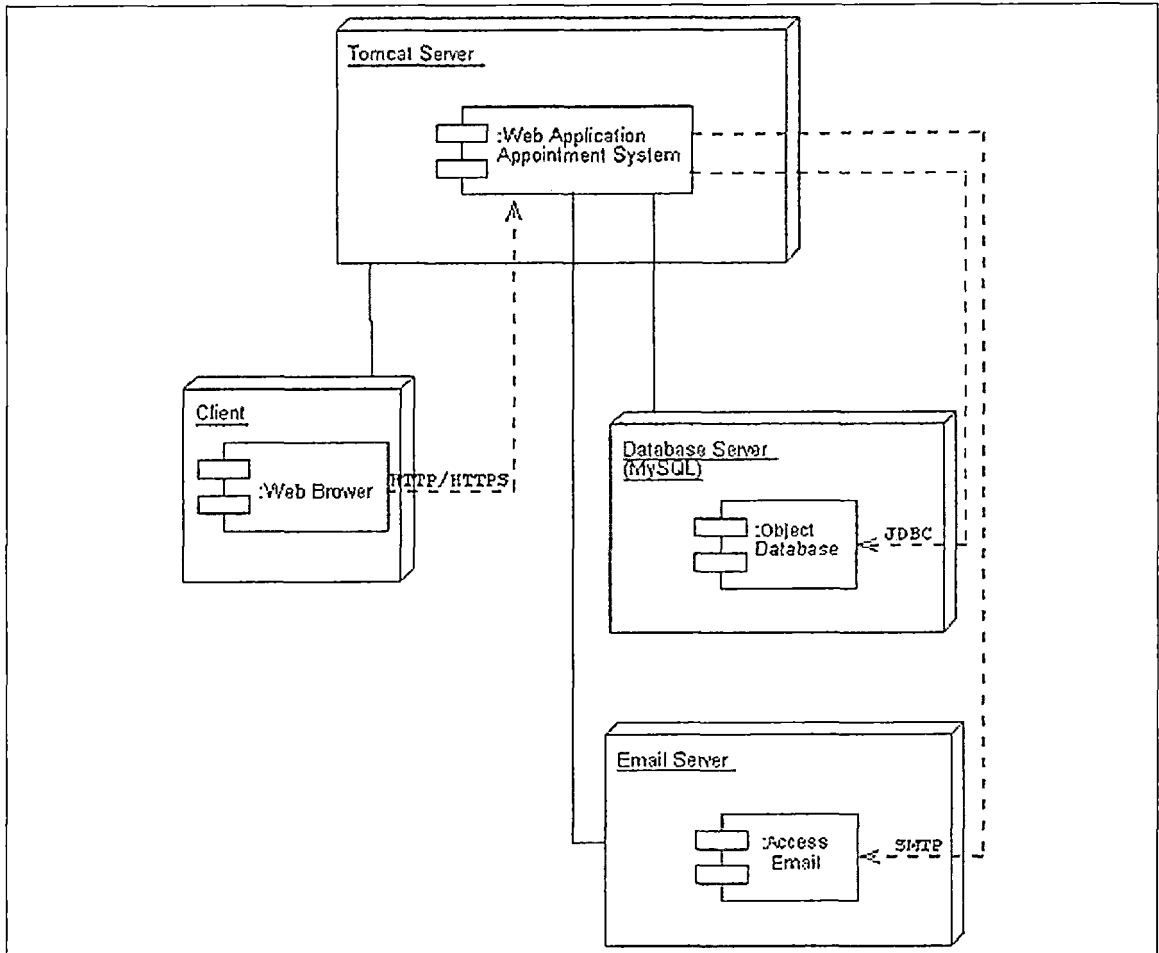 Tomcat Server
:Web Application
Appointment System
Client
:Web Brower
HTTP/HTTPS
Database Server
(MySQL)
:Object
Database
JDBC
Email Server
:Access
Email
SMTP